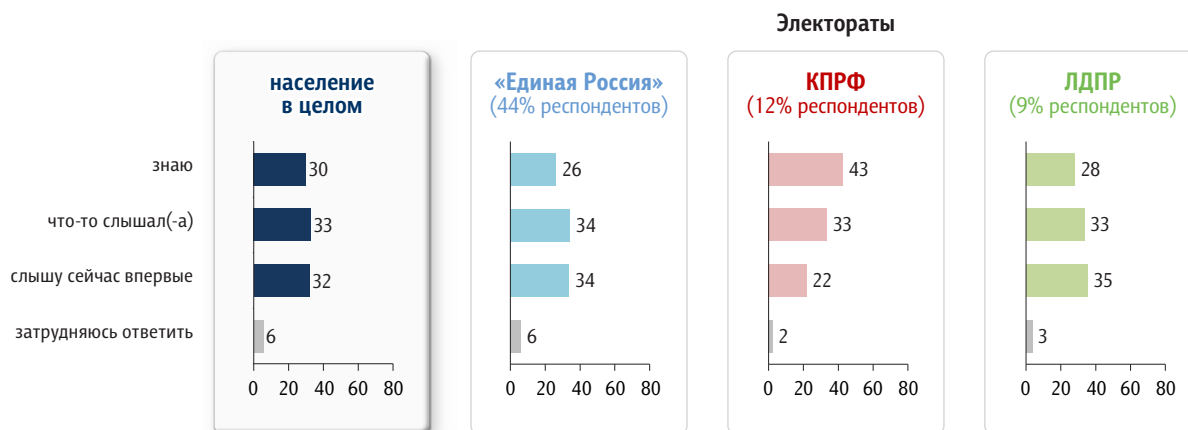 Электораты
население
в целом
«Единая Россия»
(44% респондентов)
КПРФ
(12% респондентов)
ЛДПР
(9% респондентов)
знаю
30
26
43
28
что-то слышал(-а)
33
34
33
33
слышу сейчас впервые
32
34
22
35
затрудняюсь ответить
6
6
2
3
0 20 40 60 80
0 20 40 60 80
0 20 40 60 80
0 20 40 60 80